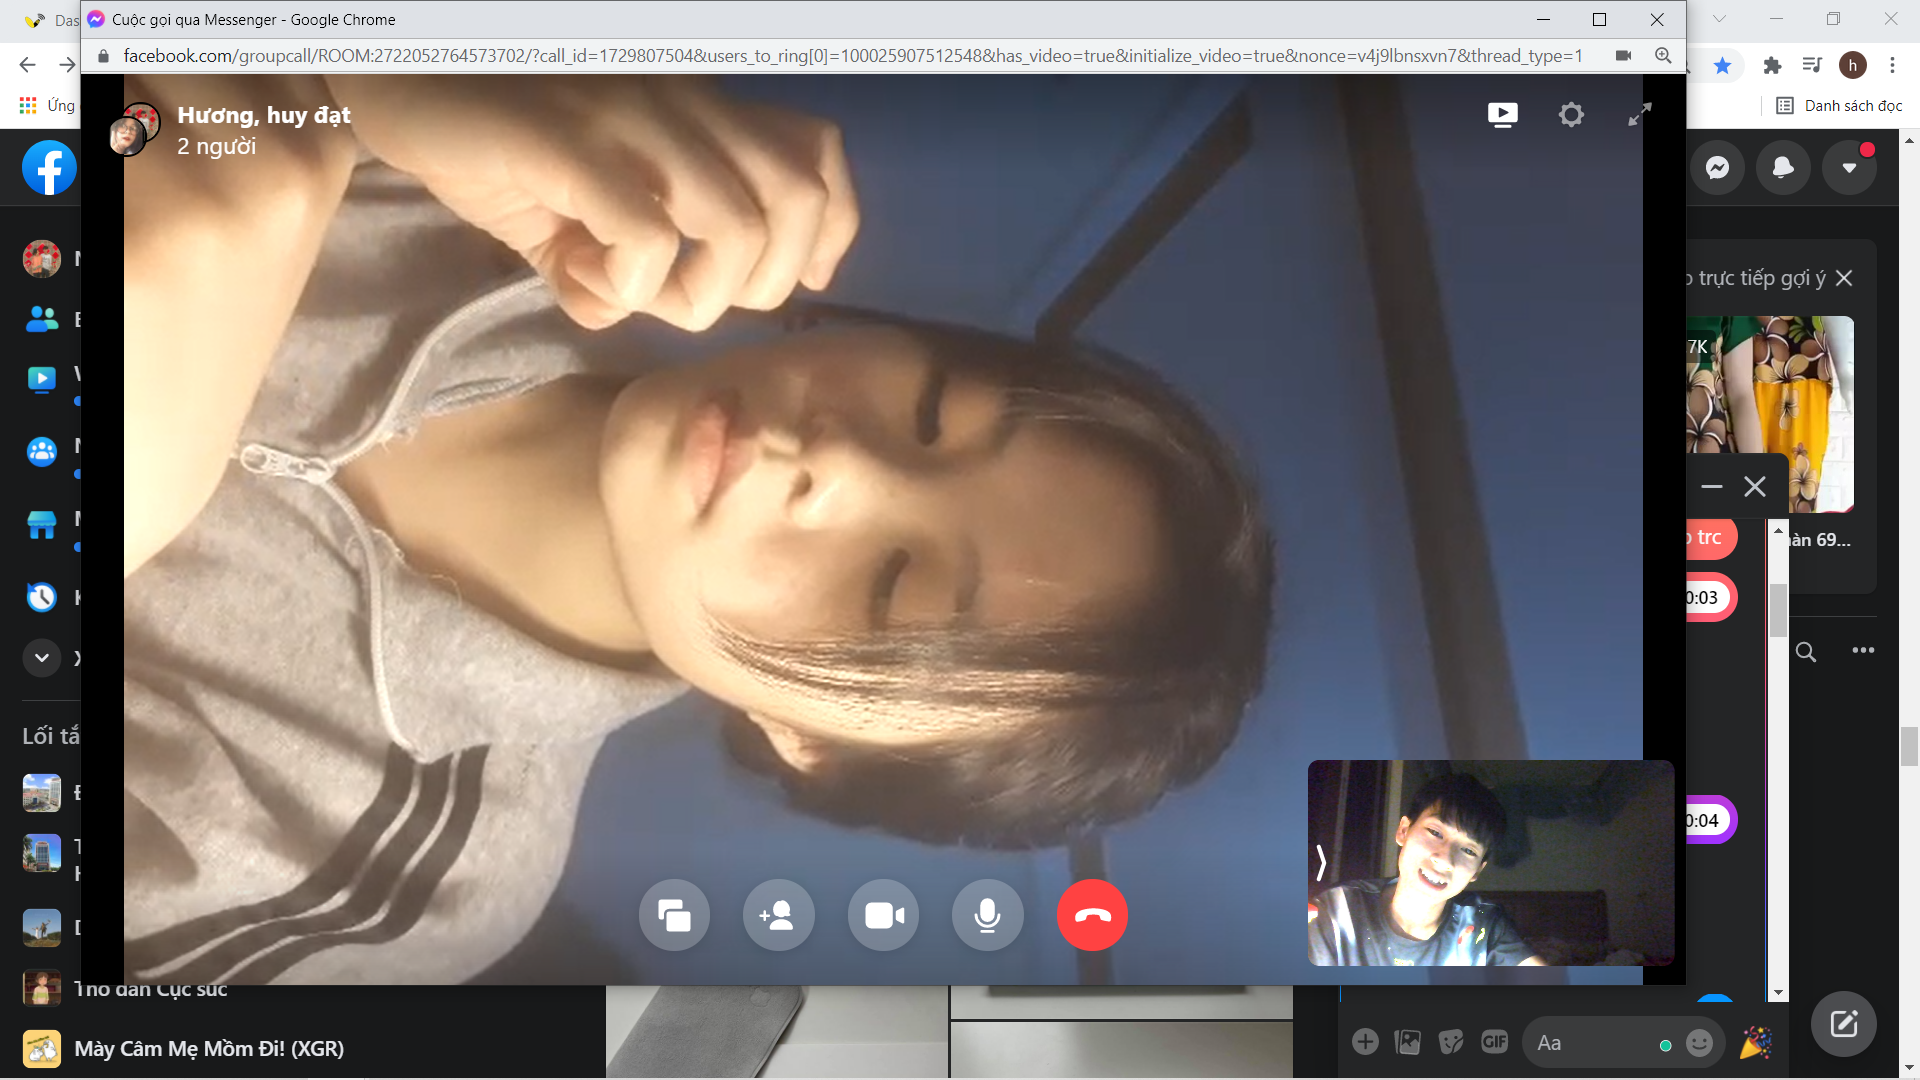 Das
Cuộc gọi qua Messenger - Google Chrome
facebook.com/groupcall/ROOM:2722052764573702/?call_id=1729807504&users_to_ring[0]=100025907512548&has_video=true&initialize_video=true&nonce=v4j9lbnsxvn7&thread_type=1
h
Ứng
Danh sách đọc
Hương, huy đạt
2 người
trực tiếp gợi ý
7K
69...
trc
0:03
Lối tắ
0:04
Thổ dân Cục súc
Mày Câm Mẹ Mồm Đi! (XGR)
GIF
Aa